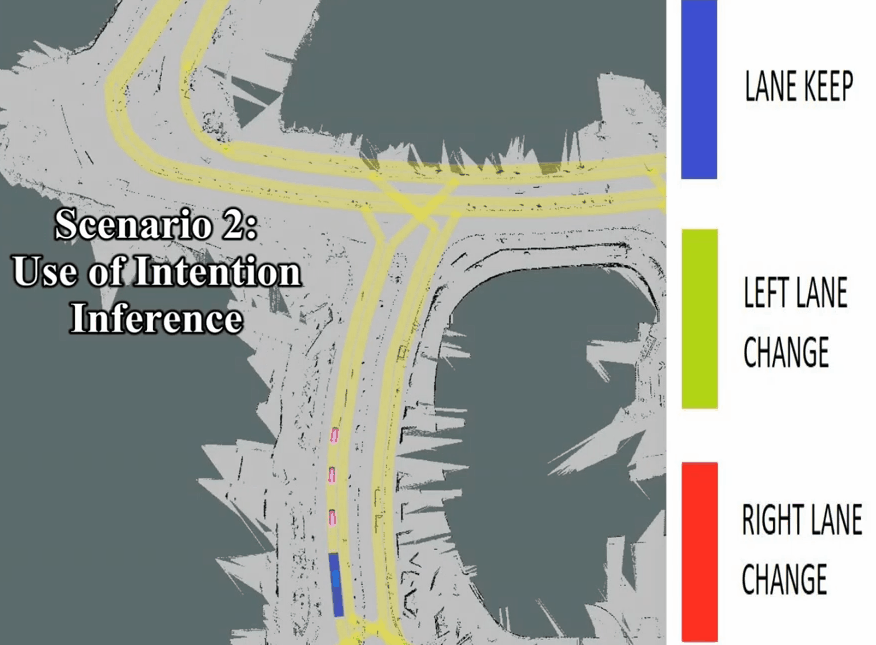 Scenario 2:
Use of Intention
Inference
LANE KEEP
LEFT LANE
CHANGE
RIGHT LANE
CHANGE